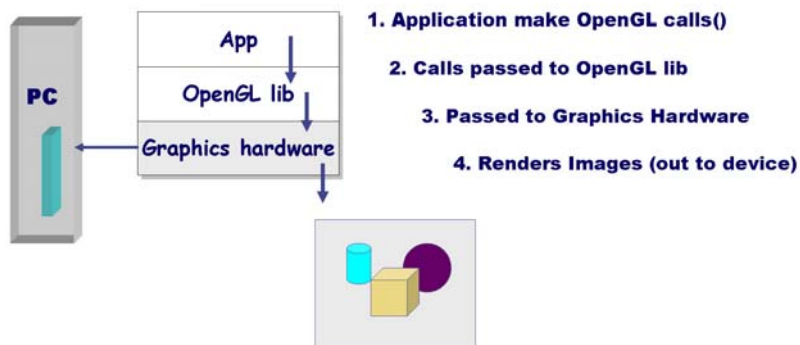 App
OpenGL lib
Graphics hardware
PC
1. Application make OpenGL calls()
2. Calls passed to OpenGL lib
3. Passed to Graphics Hardware
4. Renders Images (out to device)